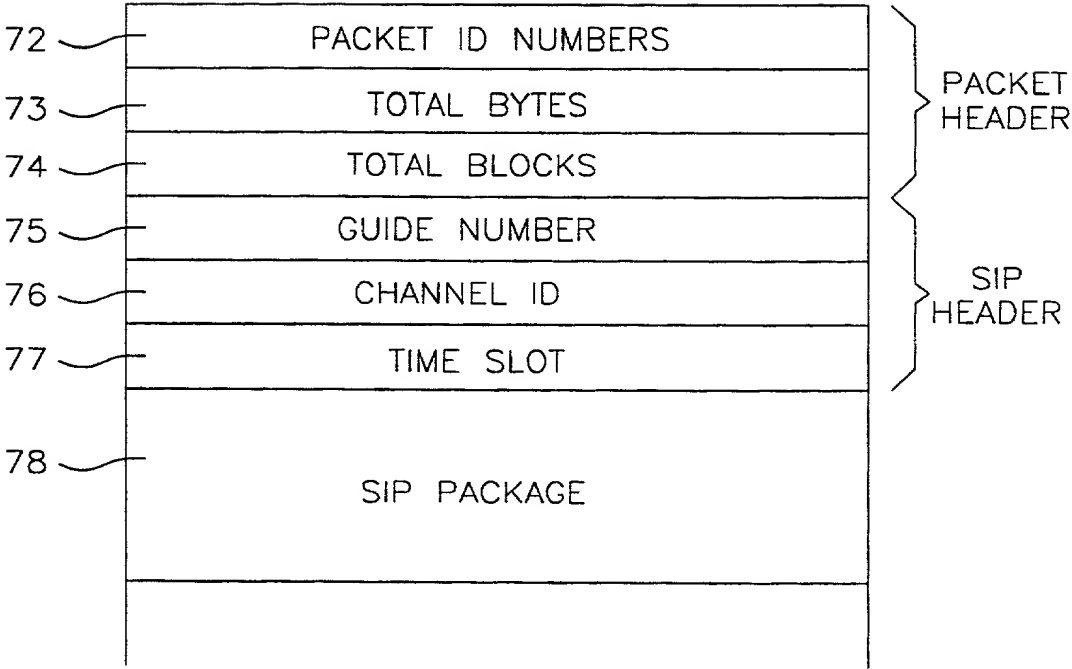 72 PACKET ID NUMBERS
73 TOTAL BYTES
74 TOTAL BLOCKS
PACKET
HEADER
75 GUIDE NUMBER
76 CHANNEL ID
77 TIME SLOT
SIP
HEADER
78 SIP PACKAGE